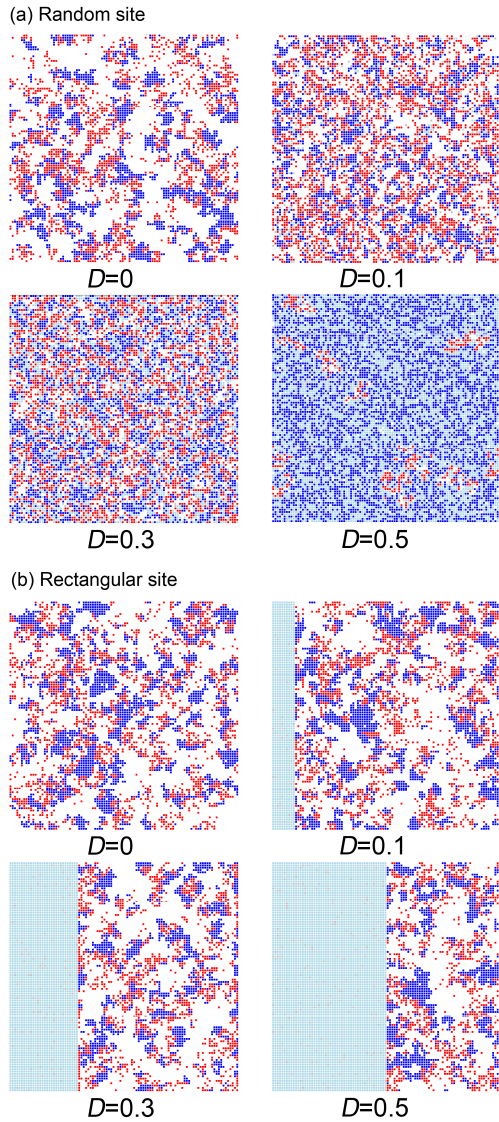 (a) Random site
D=0
D=0.1
D=0.3
D=0.5
(b) Rectangular site
D=0
D=0.1
D=0.3
D=0.5